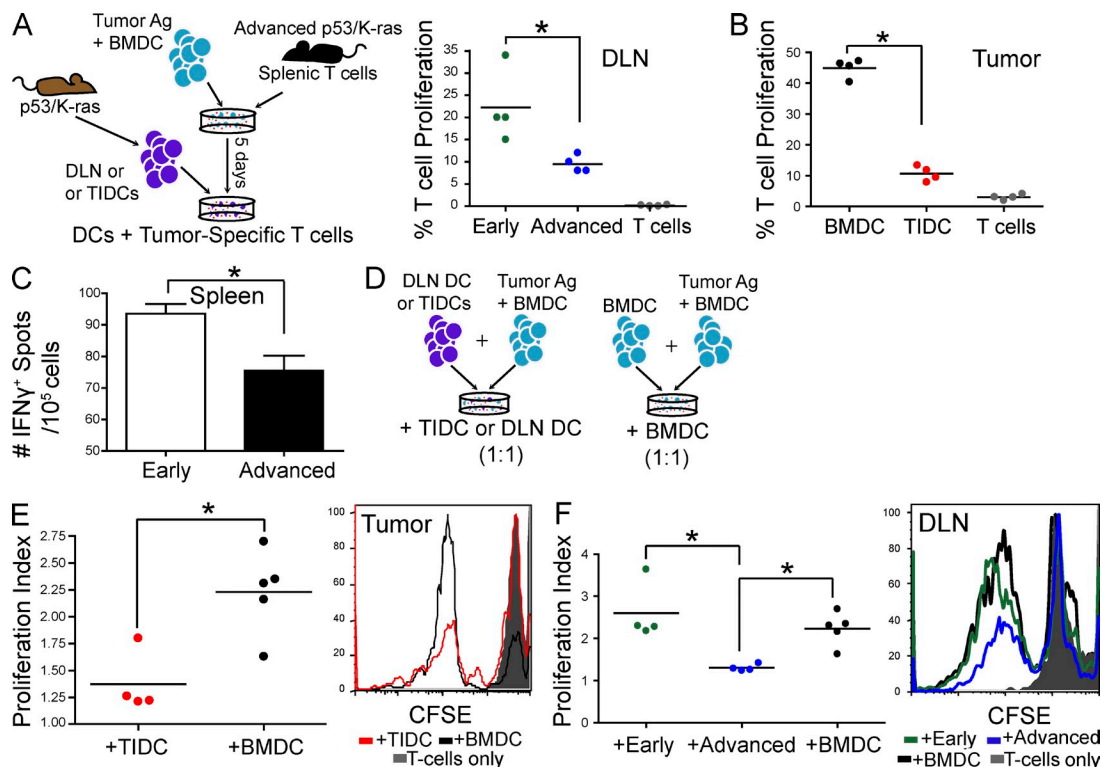 A
Tumor Ag
+ BMDC
Advanced p53/K-ras
Splenic T cells
p53/K-ras
5 days
DLN or
or TIDCs
DCs + Tumor-Specific T cells
% T cell Proliferation
35
30
25
20
15
10
5
0
*
DLN
Early
Advanced
T cells
B
% T cell Proliferation
50
40
30
20
10
0
*
Tumor
BMDC
TIDC
T cells
C
# IFNγ⁺ Spots
/10⁵ cells
100
90
80
70
60
50
*
Spleen
Early
Advanced
D
DLN DC
or TIDCs
Tumor Ag
+ BMDC
+
+ TIDC or DLN DC
(1:1)
BMDC
Tumor Ag
+ BMDC
+
+ BMDC
(1:1)
E
Proliferation Index
2.75
2.50
2.25
2.00
1.75
1.50
1.25
1.00
*
+TIDC
+BMDC
Tumor
100
80
60
40
20
0
CFSE
+TIDC
+BMDC
T-cells only
F
Proliferation Index
4
3
2
1
0
*
*
+Early
+Advanced
+BMDC
DLN
100
80
60
40
20
0
CFSE
+Early
+Advanced
+BMDC
T-cells only